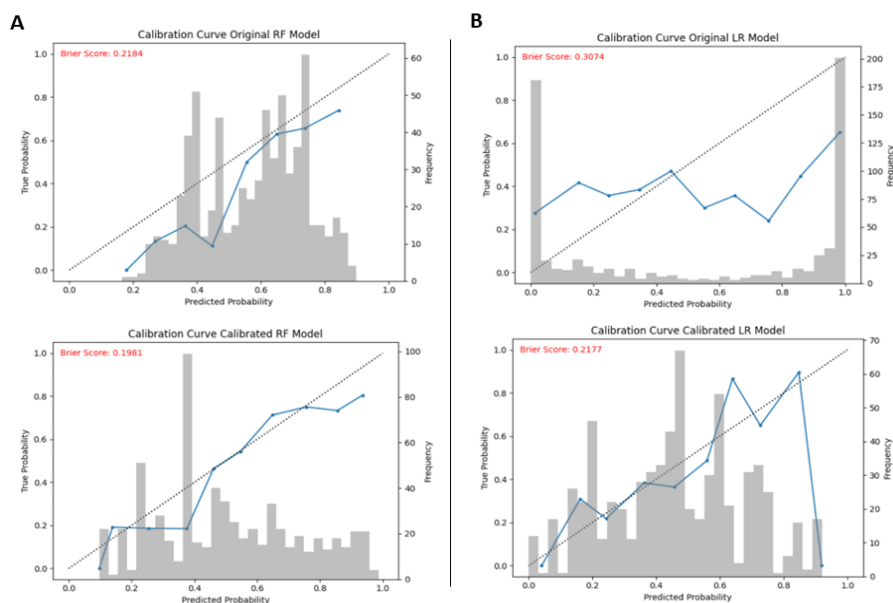 A
Calibration Curve Original RF Model
Brier Score: 0.2184
1.0
0.8
0.6
0.4
0.2
0.0
True Probability
60
50
40
30
20
10
0
Frequency
0.0 0.2 0.4 0.6 0.8 1.0
Predicted Probability
Calibration Curve Calibrated RF Model
Brier Score: 0.1981
1.0
0.8
0.6
0.4
0.2
0.0
True Probability
100
80
60
40
20
0
Frequency
0.0 0.2 0.4 0.6 0.8 1.0
Predicted Probability
B
Calibration Curve Original LR Model
Brier Score: 0.3074
1.0
0.8
0.6
0.4
0.2
0.0
True Probability
200
175
150
125
100
75
50
25
0
Frequency
0.0 0.2 0.4 0.6 0.8 1.0
Predicted Probability
Calibration Curve Calibrated LR Model
Brier Score: 0.2177
1.0
0.8
0.6
0.4
0.2
0.0
True Probability
70
60
50
40
30
20
10
0
Frequency
0.0 0.2 0.4 0.6 0.8 1.0
Predicted Probability